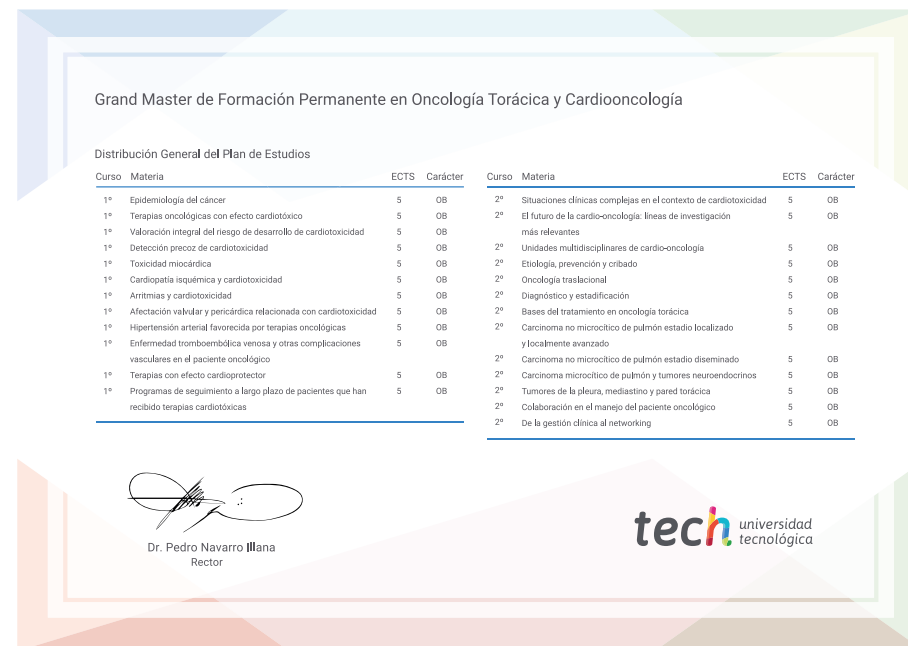 Grand Master de Formación Permanente en Oncología Torácica y Cardiooncología
Distribución General del Plan de Estudios
Curso Materia ECTS Carácter
1º Epidemiología del cáncer 5 OB
1º Terapias oncológicas con efecto cardiotóxico 5 OB
1º Valoración integral del riesgo de desarrollo de cardiotoxicidad 5 OB
1º Detección precoz de cardiotoxicidad 5 OB
1º Toxicidad miocárdica 5 OB
1º Cardiopatía isquémica y cardiotoxicidad 5 OB
1º Arritmias y cardiotoxicidad 5 OB
1º Afectación valvular y pericárdica relacionada con cardiotoxicidad 5 OB
1º Hipertensión arterial favorecida por terapias oncológicas 5 OB
1º Enfermedad tromboembólica venosa y otras complicaciones 5 OB
vasculares en el paciente oncológico
1º Terapias con efecto cardioprotector 5 OB
1º Programas de seguimiento a largo plazo de pacientes que han 5 OB
recibido terapias cardiotóxicas
Curso Materia ECTS Carácter
2º Situaciones clínicas complejas en el contexto de cardiotoxicidad 5 OB
2º El futuro de la cardio-oncología: líneas de investigación 5 OB
más relevantes
2º Unidades multidisciplinares de cardio-oncología 5 OB
2º Etiología, prevención y cribado 5 OB
2º Oncología traslacional 5 OB
2º Diagnóstico y estadificación 5 OB
2º Bases del tratamiento en oncología torácica 5 OB
2º Carcinoma no microcítico de pulmón estadio localizado 5 OB
y localmente avanzado
2º Carcinoma no microcítico de pulmón estadio diseminado 5 OB
2º Carcinoma microcítico de pulmón y tumores neuroendocrinos 5 OB
2º Tumores de la pleura, mediastino y pared torácica 5 OB
2º Colaboración en el manejo del paciente oncológico 5 OB
2º De la gestión clínica al networking 5 OB
Dr. Pedro Navarro Illana
Rector
tech universidad
tecnológica